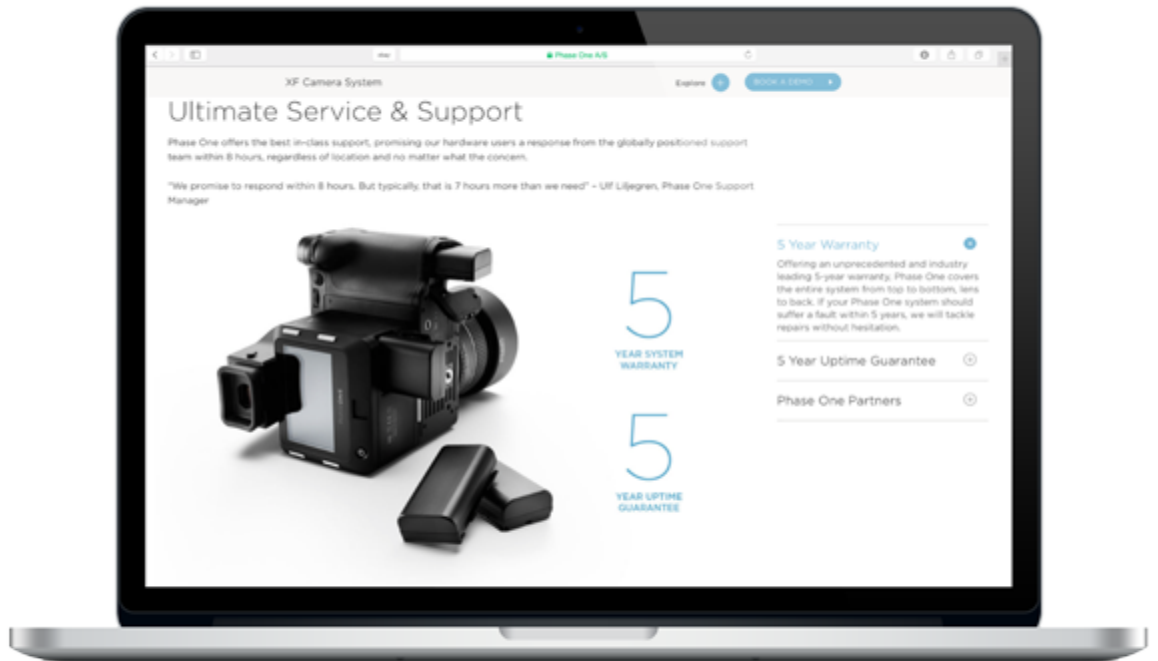 Phase One A/S
XF Camera System
Explore
BOOK A DEMO
Ultimate Service & Support
Phase One offers the best in-class support, promising our hardware users a response from the globally positioned support
team within 8 hours, regardless of location and no matter what the concern.
"We promise to respond within 8 hours. But typically, that is 7 hours more than we need" – Ulf Liljegren, Phase One Support
Manager
5
YEAR SYSTEM
WARRANTY
5
YEAR UPTIME
GUARANTEE
5 Year Warranty
Offering an unprecedented and industry
leading 5-year warranty, Phase One covers
the entire system from top to bottom, lens
to back. If your Phase One system should
suffer a fault within 5 years, we will tackle
repairs without hesitation.
5 Year Uptime Guarantee
Phase One Partners